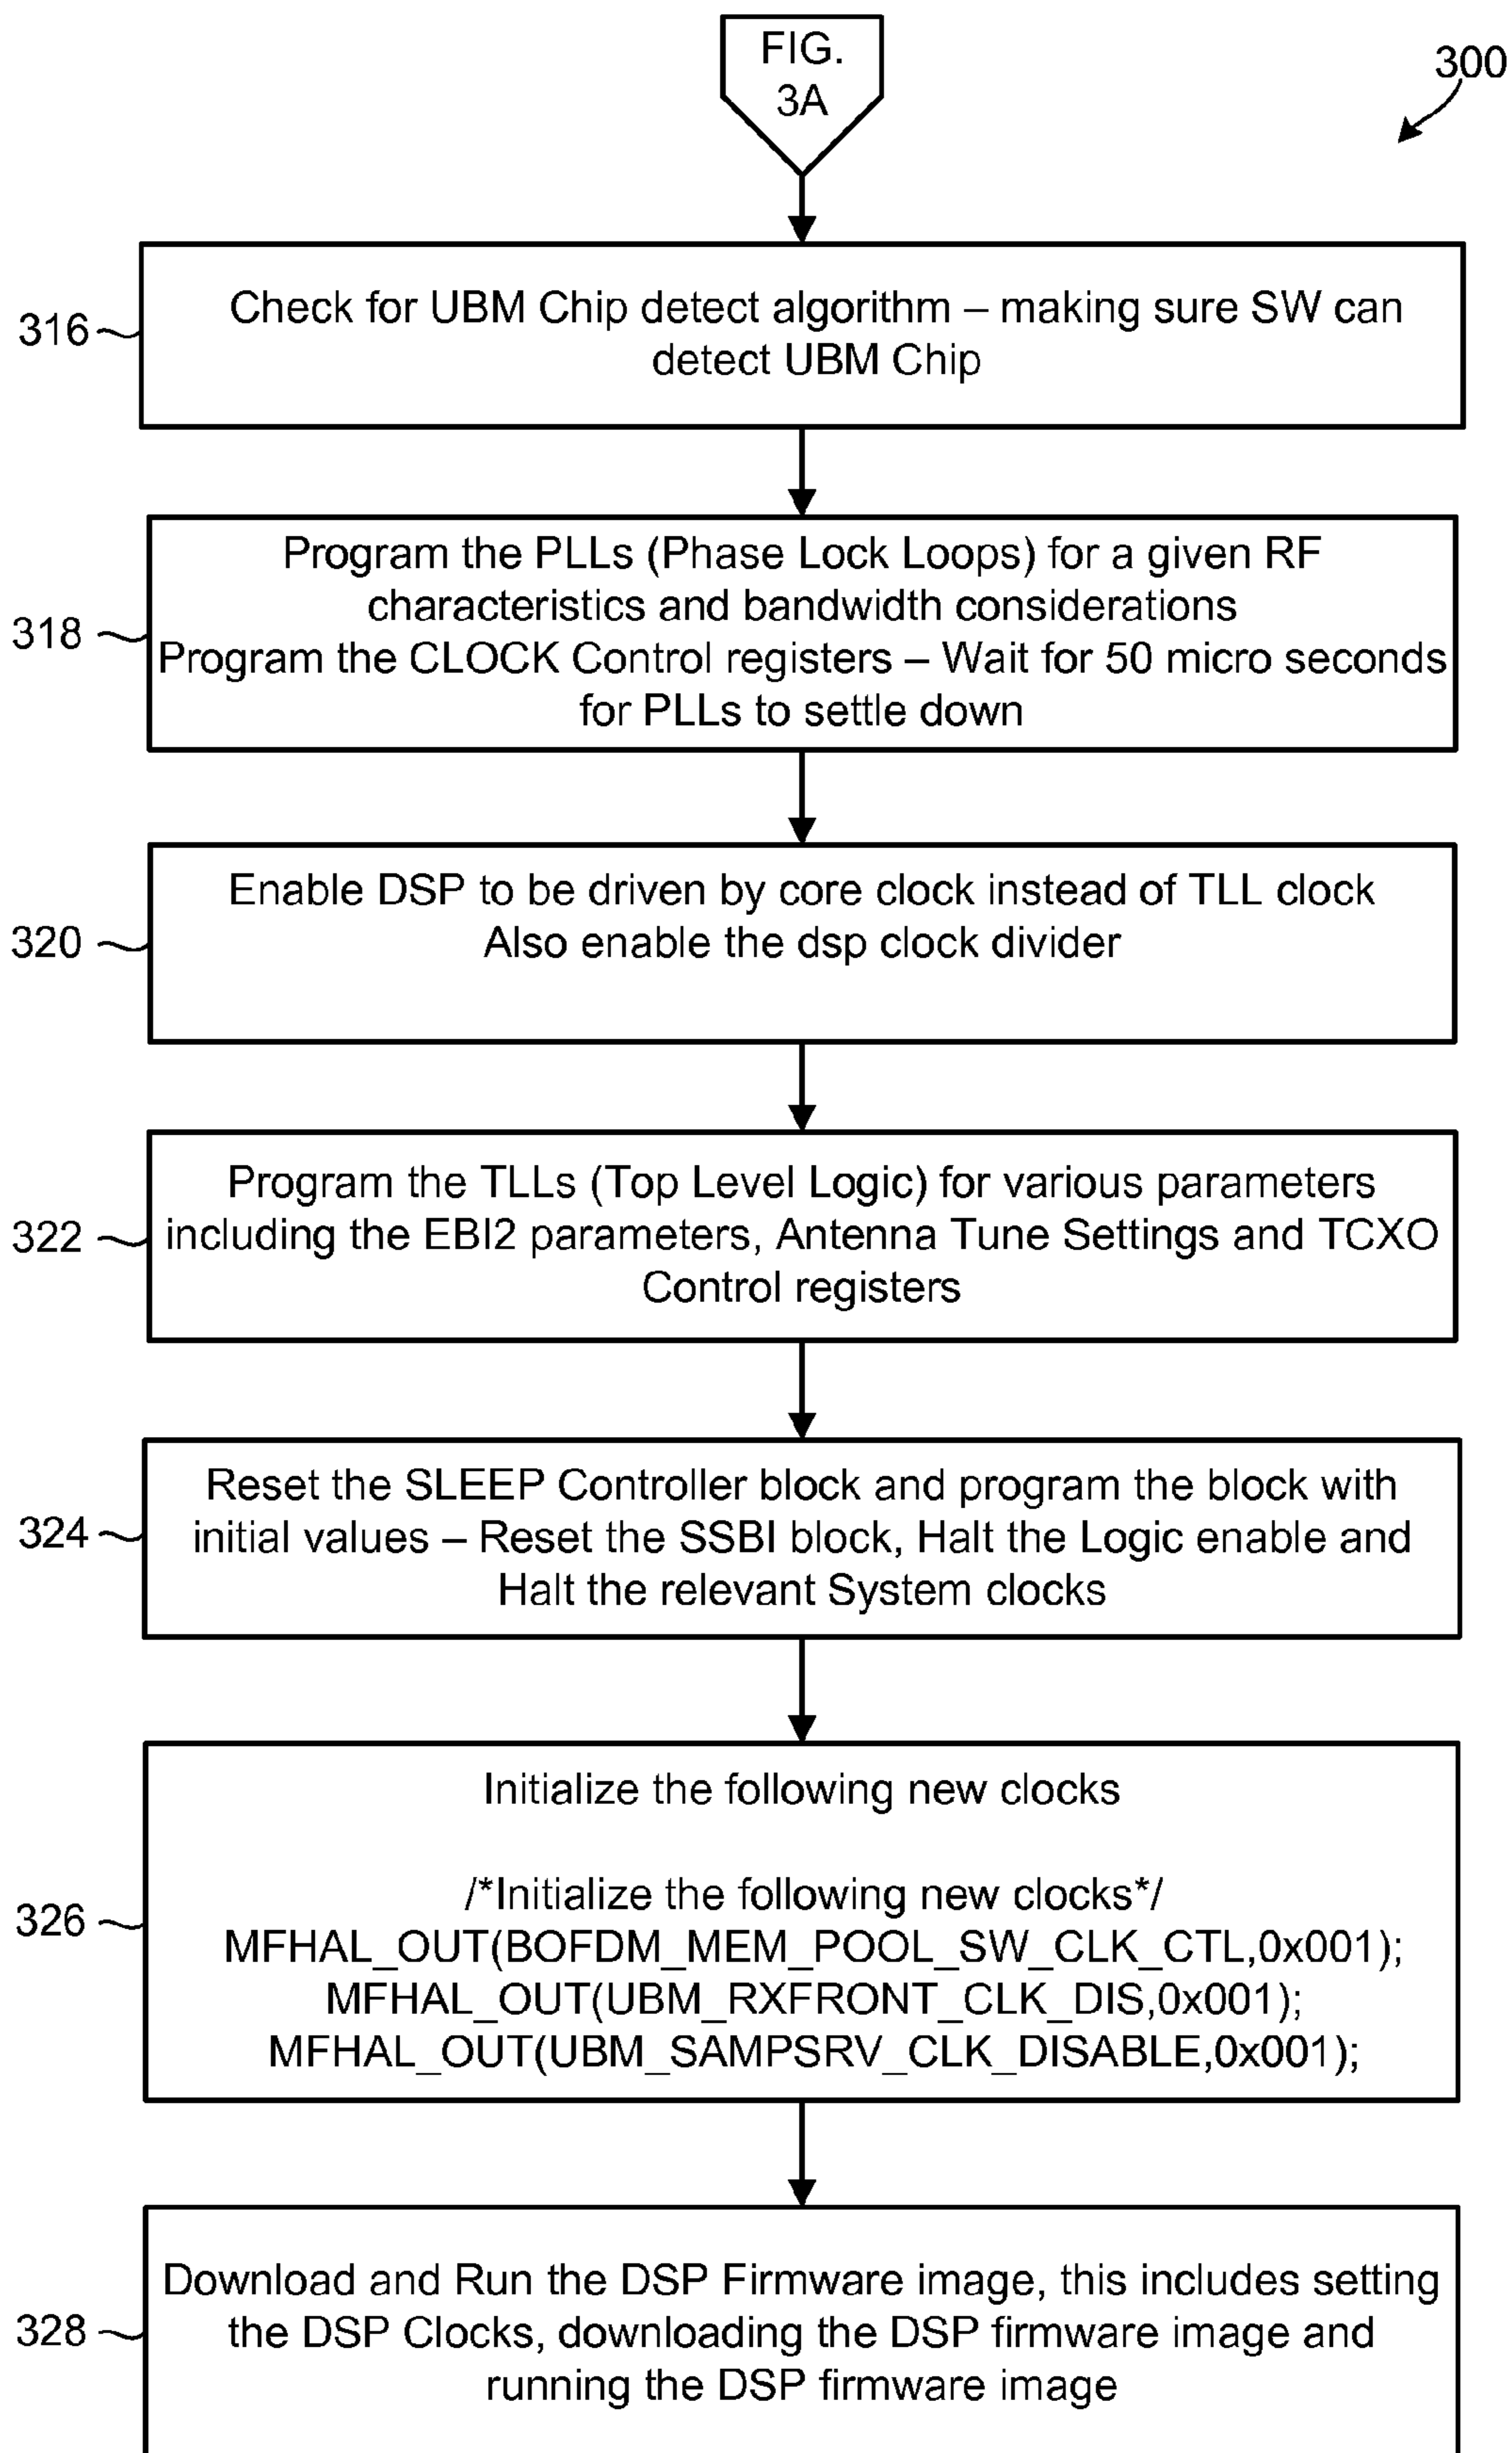 FIG.
3A
300
316
Check for UBM Chip detect algorithm – making sure SW can
detect UBM Chip
318
Program the PLLs (Phase Lock Loops) for a given RF
characteristics and bandwidth considerations
Program the CLOCK Control registers – Wait for 50 micro seconds
for PLLs to settle down
320
Enable DSP to be driven by core clock instead of TLL clock
Also enable the dsp clock divider
322
Program the TLLs (Top Level Logic) for various parameters
including the EBI2 parameters, Antenna Tune Settings and TCXO
Control registers
324
Reset the SLEEP Controller block and program the block with
initial values – Reset the SSBI block, Halt the Logic enable and
Halt the relevant System clocks
326
Initialize the following new clocks
/*Initialize the following new clocks*/
MFHAL_OUT(BOFDM_MEM_POOL_SW_CLK_CTL,0x001);
MFHAL_OUT(UBM_RXFRONT_CLK_DIS,0x001);
MFHAL_OUT(UBM_SAMPSRV_CLK_DISABLE,0x001);
328
Download and Run the DSP Firmware image, this includes setting
the DSP Clocks, downloading the DSP firmware image and
running the DSP firmware image